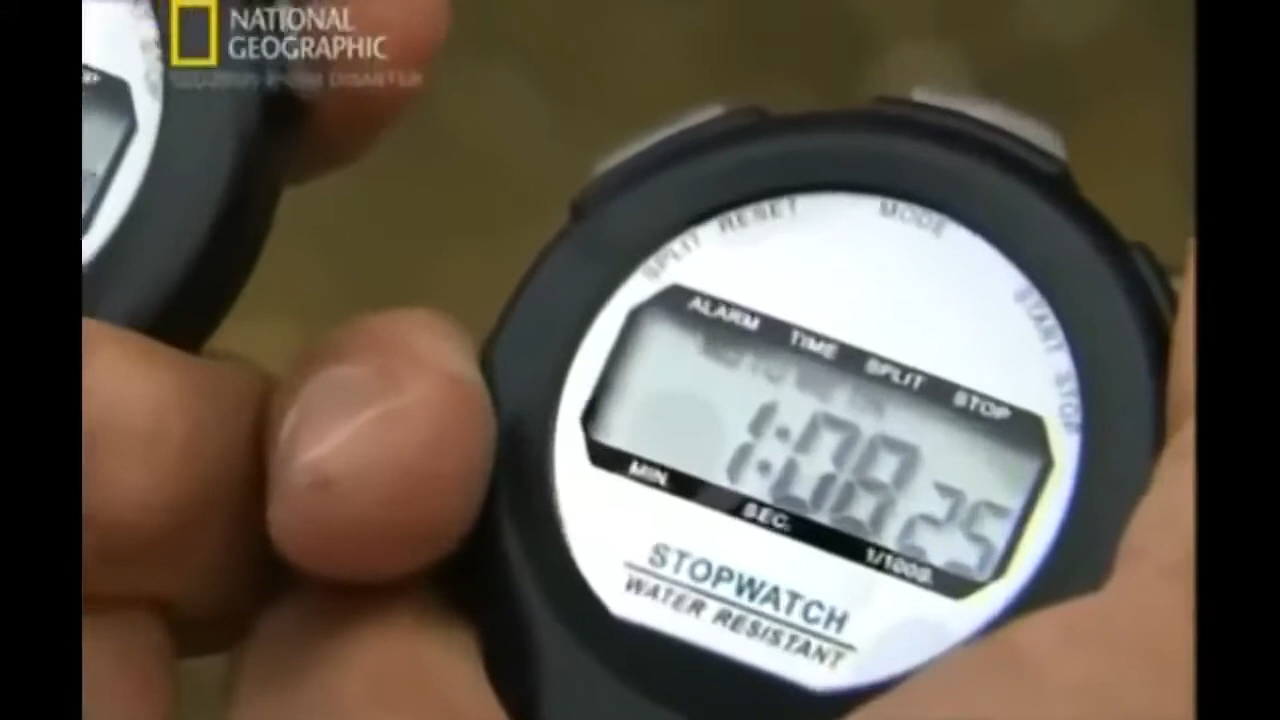 NATIONAL
GEOGRAPHIC
SPLIT RESET
MODE
START STOP
ALARM TIME SPLIT STOP
1:08 25
MIN. SEC. 1/100S.
STOPWATCH
WATER RESISTANT